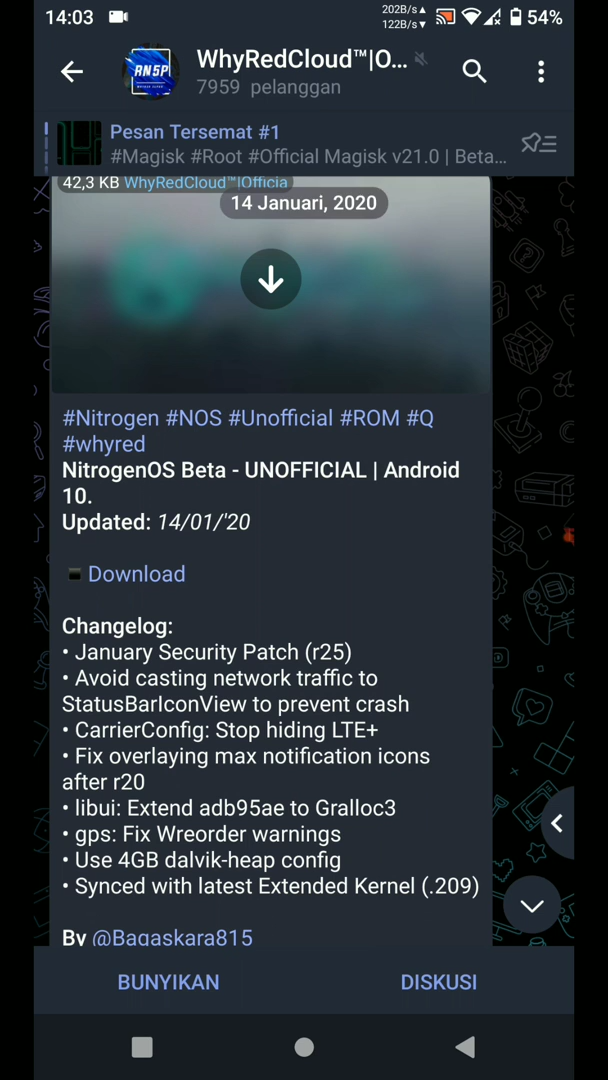 14:03
202B/s▲
122B/s▼
54%
RN5P
WhyRedCloud™|O...
7959 pelanggan
Pesan Tersemat #1
#Magisk #Root #Official Magisk v21.0 | Beta...
42,3 KB WhyRedCloud™|Officia
14 Januari, 2020
#Nitrogen #NOS #Unofficial #ROM #Q
#whyred
NitrogenOS Beta - UNOFFICIAL | Android
10.
Updated: 14/01/'20
Download
Changelog:
• January Security Patch (r25)
• Avoid casting network traffic to
StatusBarIconView to prevent crash
• CarrierConfig: Stop hiding LTE+
• Fix overlaying max notification icons
after r20
• libui: Extend adb95ae to Gralloc3
• gps: Fix Wreorder warnings
• Use 4GB dalvik-heap config
• Synced with latest Extended Kernel (.209)
By @Bagaskara815
BUNYIKAN
DISKUSI